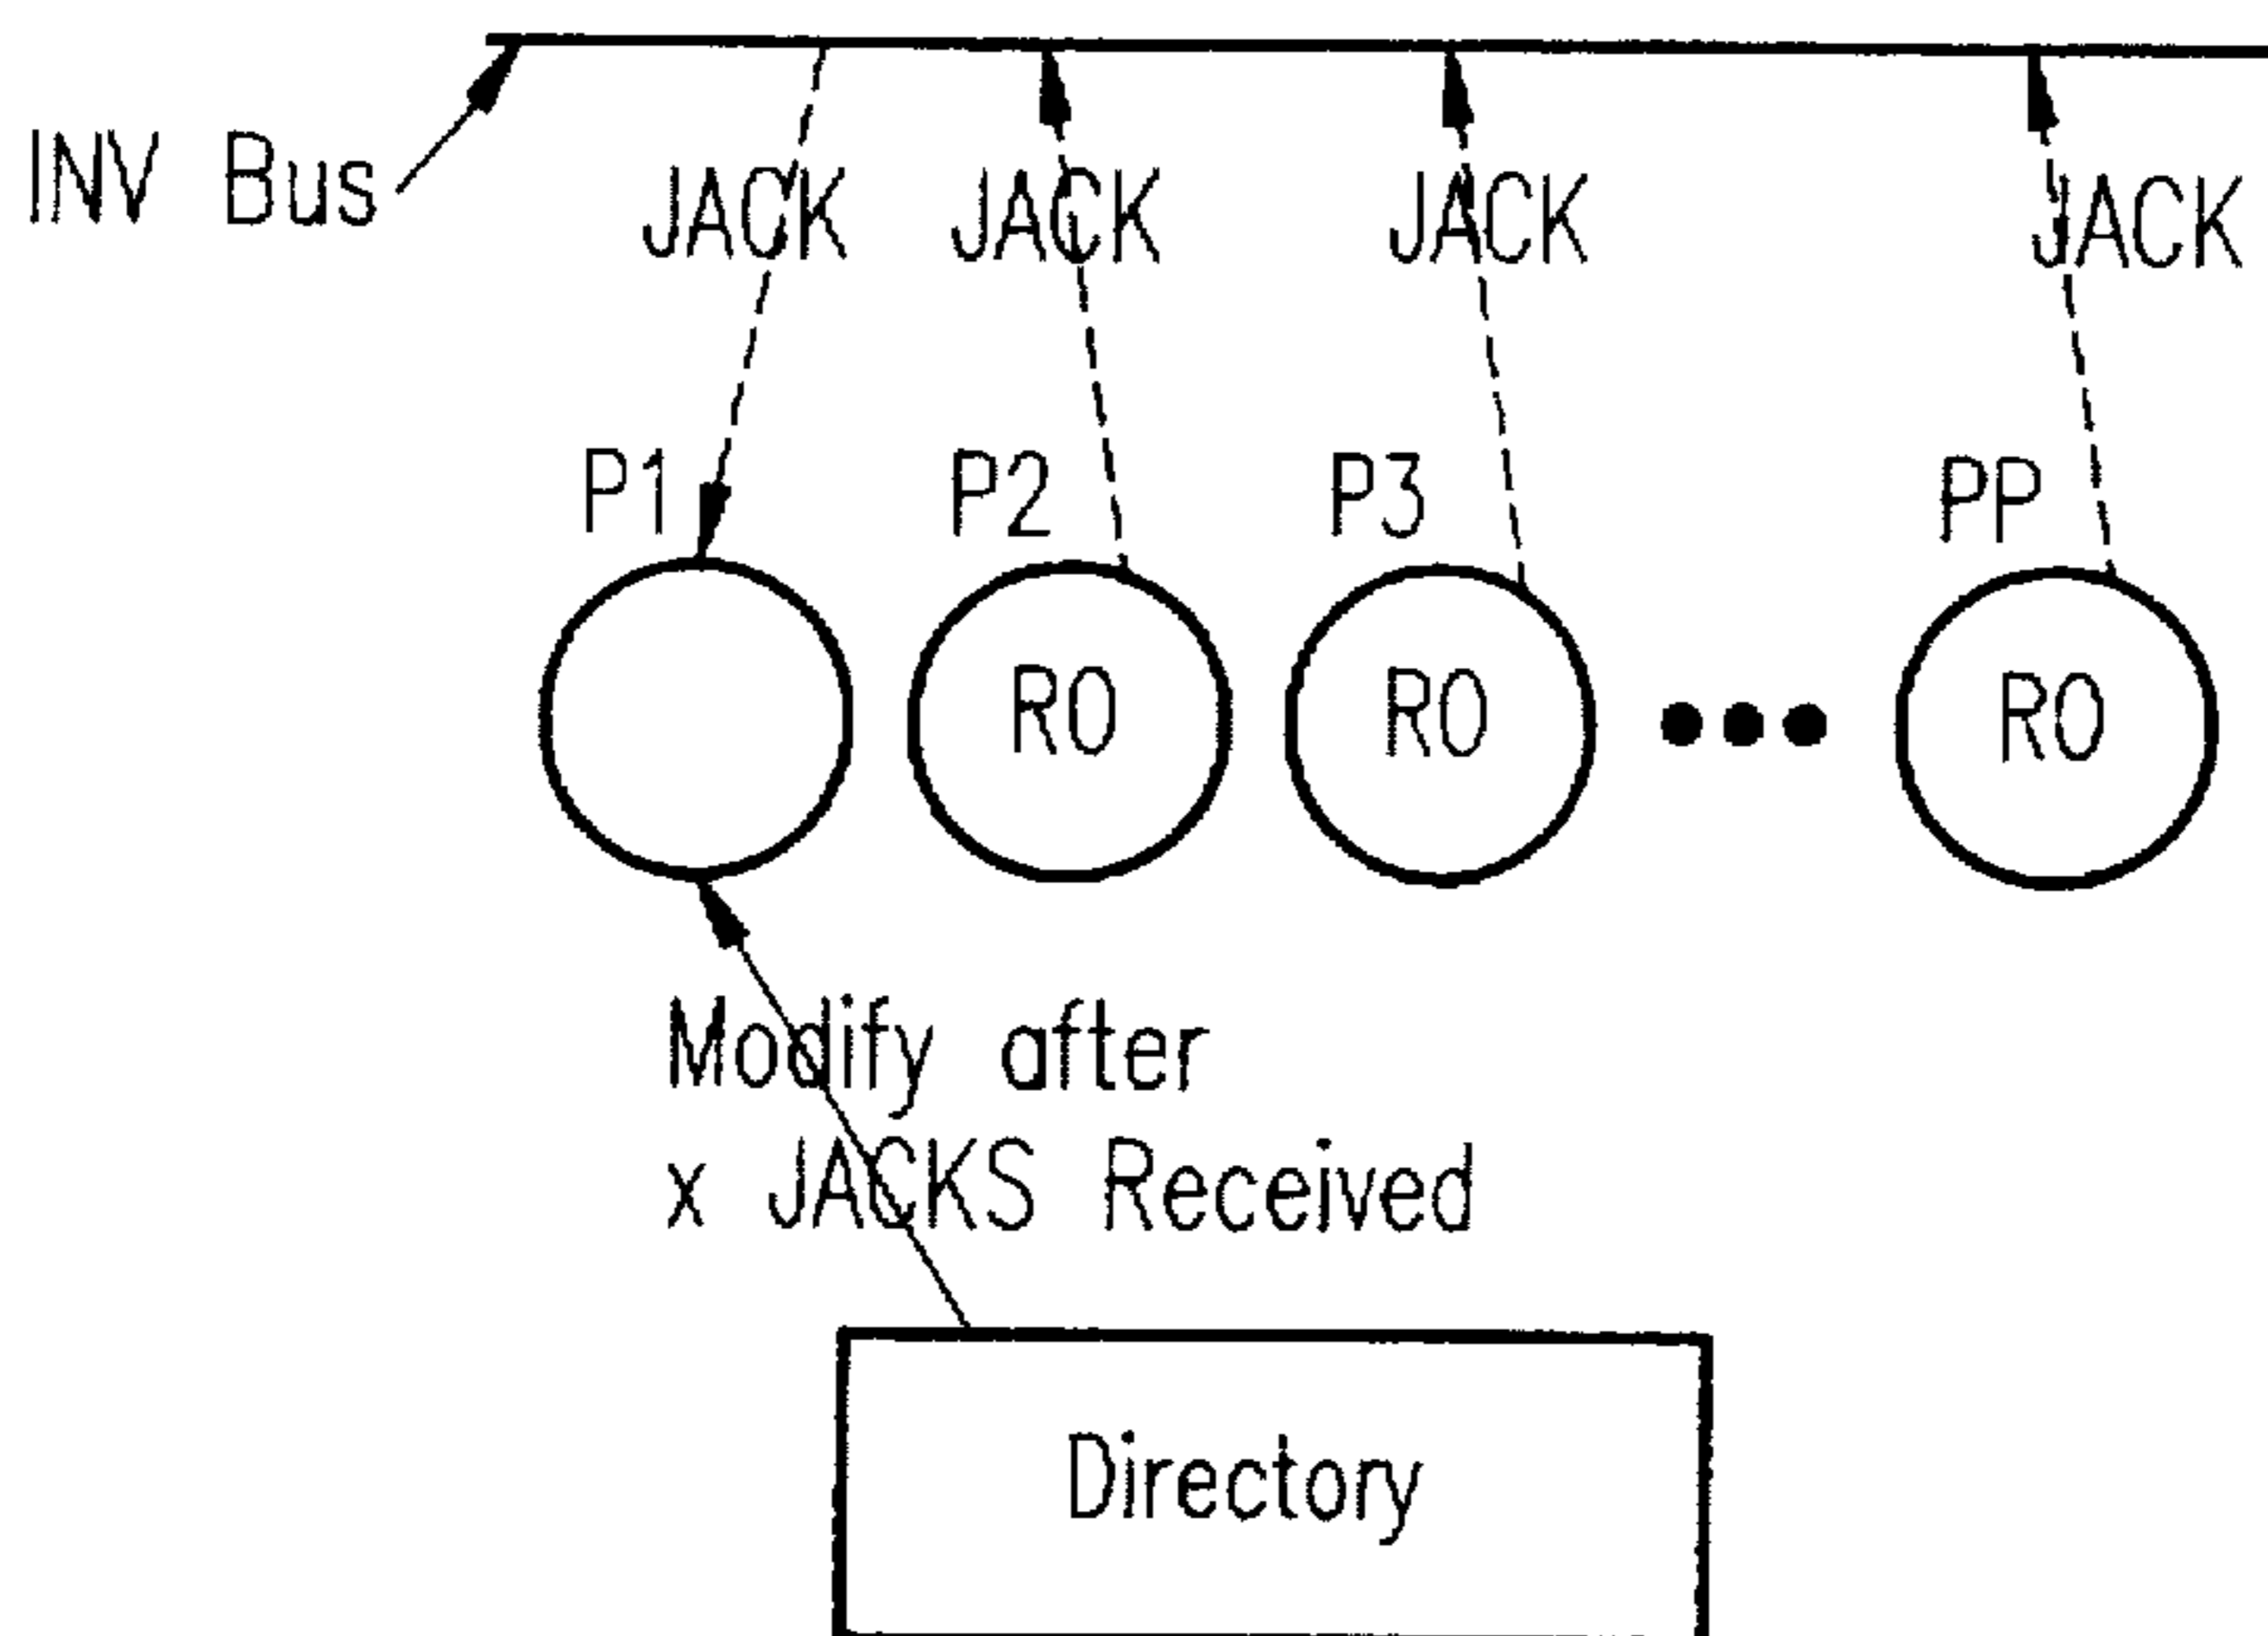 INV Bus
JACK JACK JACK JACK
P1 P2 P3 PP
RO RO RO
Modify after
x JACKS Received
Directory